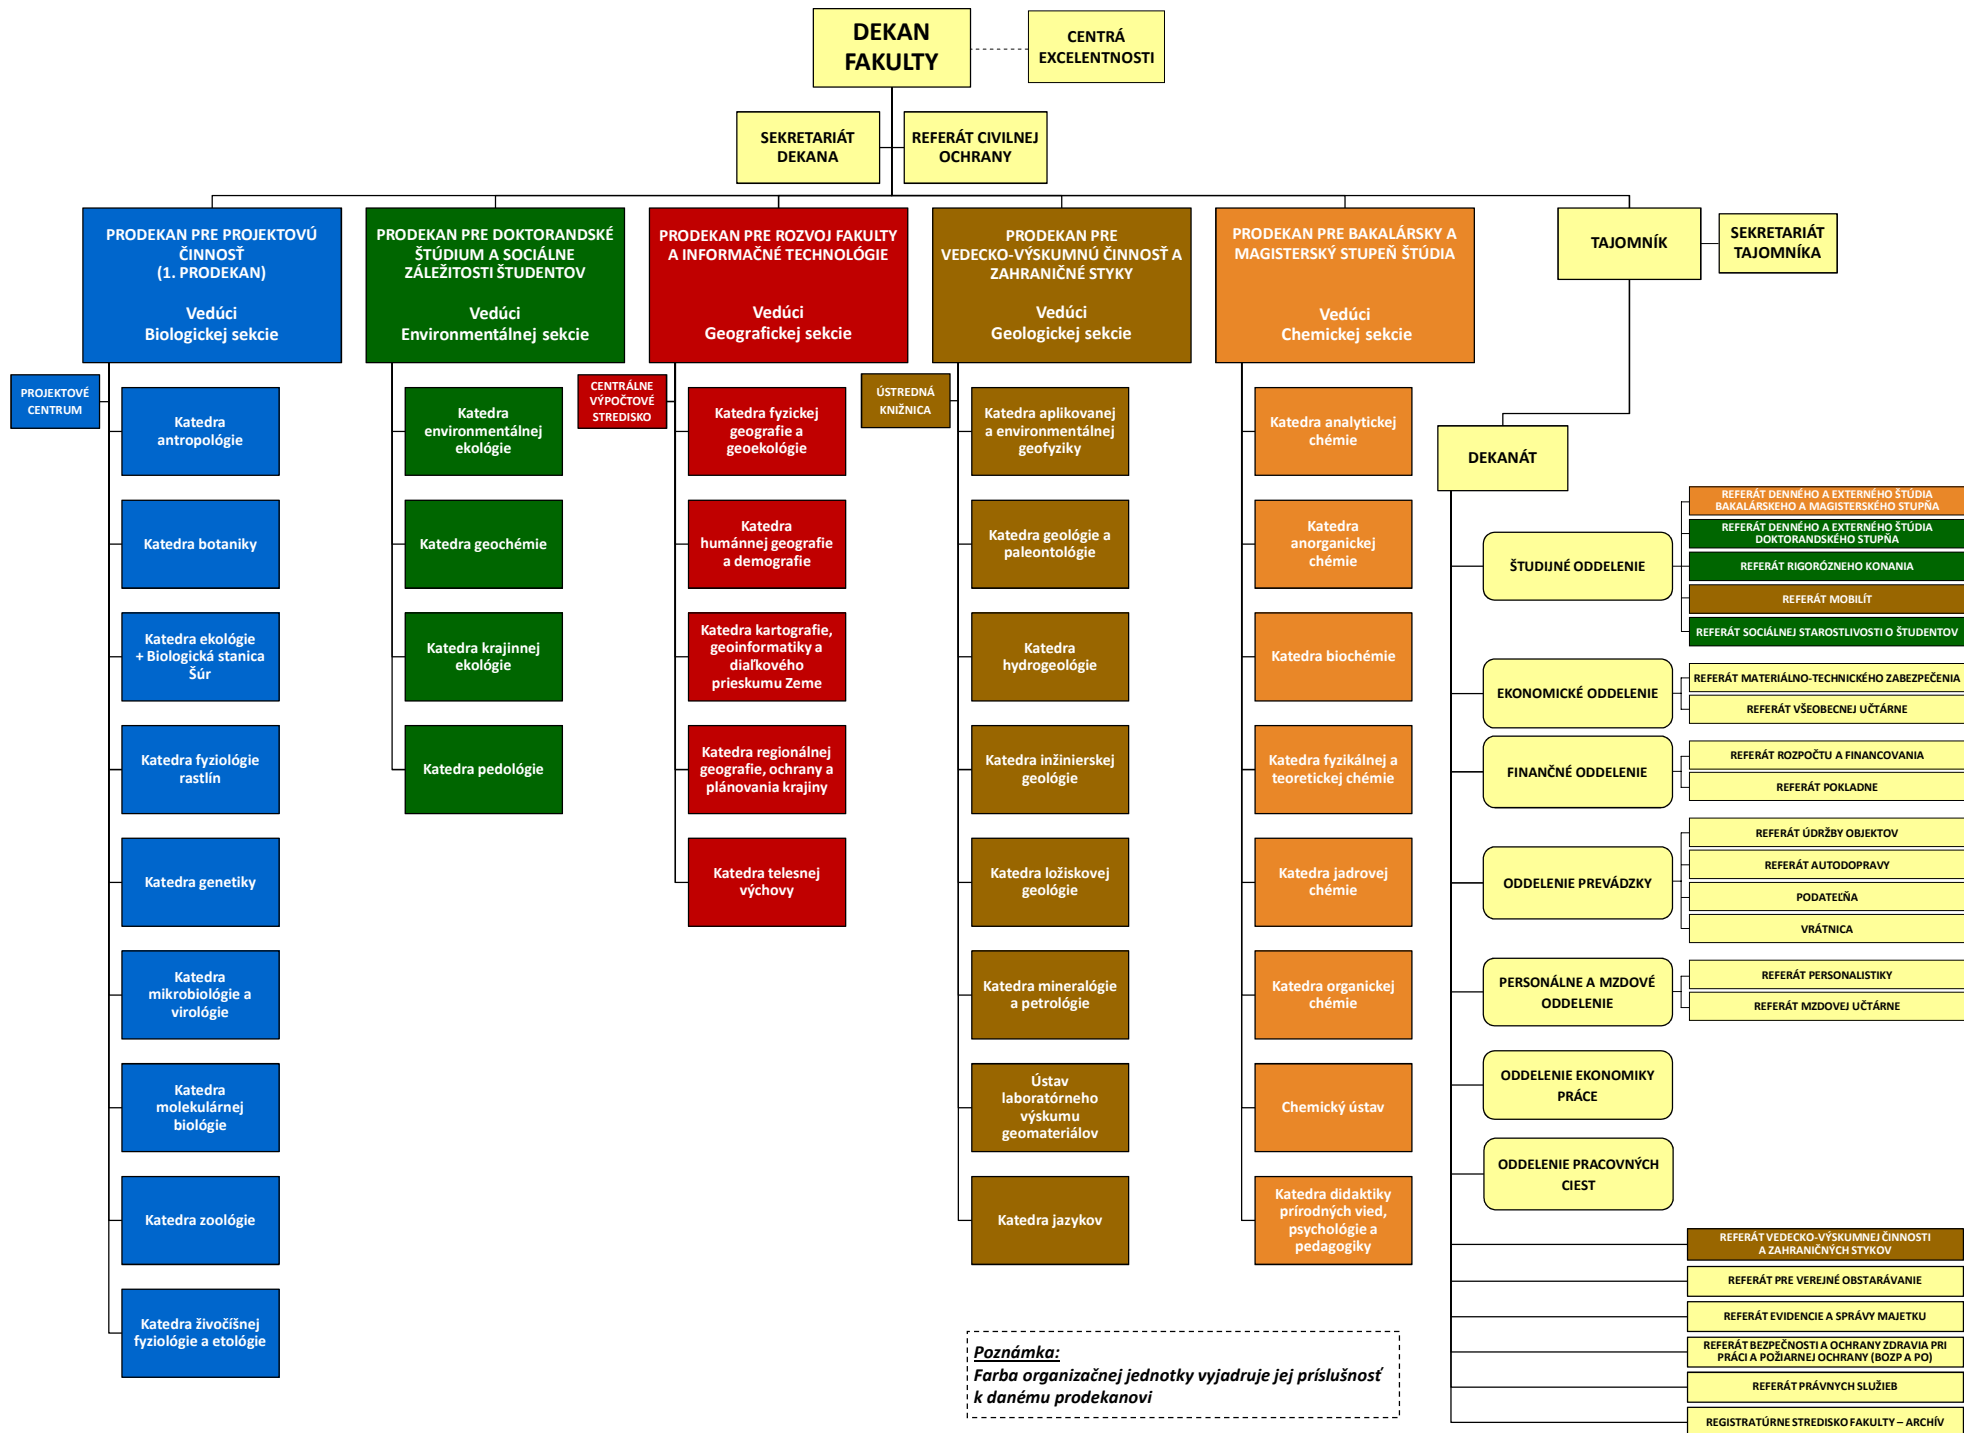 DEKAN
FAKULTY
CENTRÁ
EXCELENTNOSTI
SEKRETARIÁT
DEKANA
REFERÁT CIVILNEJ
OCHRANY
PRODEKAN PRE PROJEKTOVÚ
ČINNOSŤ
(1. PRODEKAN)
Vedúci
Biologickej sekcie
PRODEKAN PRE DOKTORANDSKÉ
ŠTÚDIUM A SOCIÁLNE
ZÁLEŽITOSTI ŠTUDENTOV
Vedúci
Environmentálnej sekcie
PRODEKAN PRE ROZVOJ FAKULTY
A INFORMAČNÉ TECHNOLÓGIE
Vedúci
Geografickej sekcie
PRODEKAN PRE
VEDECKO-VÝSKUMNÚ ČINNOSŤ A
ZAHRANIČNÉ STYKY
Vedúci
Geologickej sekcie
PRODEKAN PRE BAKALÁRSKY A
MAGISTERSKÝ STUPEŇ ŠTÚDIA
Vedúci
Chemickej sekcie
TAJOMNÍK
SEKRETARIÁT
TAJOMNÍKA
PROJEKTOVÉ
CENTRUM
Katedra
antropológie
Katedra botaniky
Katedra ekológie
+ Biologická stanica
Šúr
Katedra fyziológie
rastlín
Katedra genetiky
Katedra
mikrobiológie a
virológie
Katedra
molekulárnej
biológie
Katedra zoológie
Katedra živočíšnej
fyziológie a etológie
Katedra
environmentálnej
ekológie
Katedra geochémie
Katedra krajinnej
ekológie
Katedra pedológie
CENTRÁLNE
VÝPOČTOVÉ
STREDISKO
Katedra fyzickej
geografie a
geoekológie
Katedra
humánnej geografie
a demografie
Katedra kartografie,
geoinformatiky a
diaľkového
prieskumu Zeme
Katedra regionálnej
geografie, ochrany a
plánovania krajiny
Katedra telesnej
výchovy
ÚSTREDNÁ
KNIŽNICA
Katedra aplikovanej
a environmentálnej
geofyziky
Katedra geológie a
paleontológie
Katedra
hydrogeológie
Katedra inžinierskej
geológie
Katedra ložiskovej
geológie
Katedra mineralógie
a petrológie
Ústav
laboratórneho
výskumu
geomateriálov
Katedra jazykov
Katedra analytickej
chémie
Katedra
anorganickej
chémie
Katedra biochémie
Katedra fyzikálnej a
teoretickej chémie
Katedra jadrovej
chémie
Katedra organickej
chémie
Chemický ústav
Katedra didaktiky
prírodných vied,
psychológie a
pedagogiky
DEKANÁT
ŠTUDIJNÉ ODDELENIE
REFERÁT DENNÉHO A EXTERNÉHO ŠTÚDIA
BAKALÁRSKEHO A MAGISTERSKÉHO STUPŇA
REFERÁT DENNÉHO A EXTERNÉHO ŠTÚDIA
DOKTORANDSKÉHO STUPŇA
REFERÁT RIGORÓZNEHO KONANIA
REFERÁT MOBILÍT
REFERÁT SOCIÁLNEJ STAROSTLIVOSTI O ŠTUDENTOV
EKONOMICKÉ ODDELENIE
REFERÁT MATERIÁLNO-TECHNICKÉHO ZABEZPEČENIA
REFERÁT VŠEOBECNEJ UČTÁRNE
FINANČNÉ ODDELENIE
REFERÁT ROZPOČTU A FINANCOVANIA
REFERÁT POKLADNE
ODDELENIE PREVÁDZKY
REFERÁT ÚDRŽBY OBJEKTOV
REFERÁT AUTODOPRAVY
PODATEĽŇA
VRÁTNICA
PERSONÁLNE A MZDOVÉ
ODDELENIE
REFERÁT PERSONALISTIKY
REFERÁT MZDOVEJ UČTÁRNE
ODDELENIE EKONOMIKY
PRÁCE
ODDELENIE PRACOVNÝCH
CIEST
REFERÁT VEDECKO-VÝSKUMNEJ ČINNOSTI
A ZAHRANIČNÝCH STYKOV
REFERÁT PRE VEREJNÉ OBSTARÁVANIE
REFERÁT EVIDENCIE A SPRÁVY MAJETKU
REFERÁT BEZPEČNOSTI A OCHRANY ZDRAVIA PRI
PRÁCI A POŽIARNEJ OCHRANY (BOZP A PO)
REFERÁT PRÁVNYCH SLUŽIEB
REGISTRATÚRNE STREDISKO FAKULTY – ARCHÍV
Poznámka:
Farba organizačnej jednotky vyjadruje jej príslušnosť
k danému prodekanovi